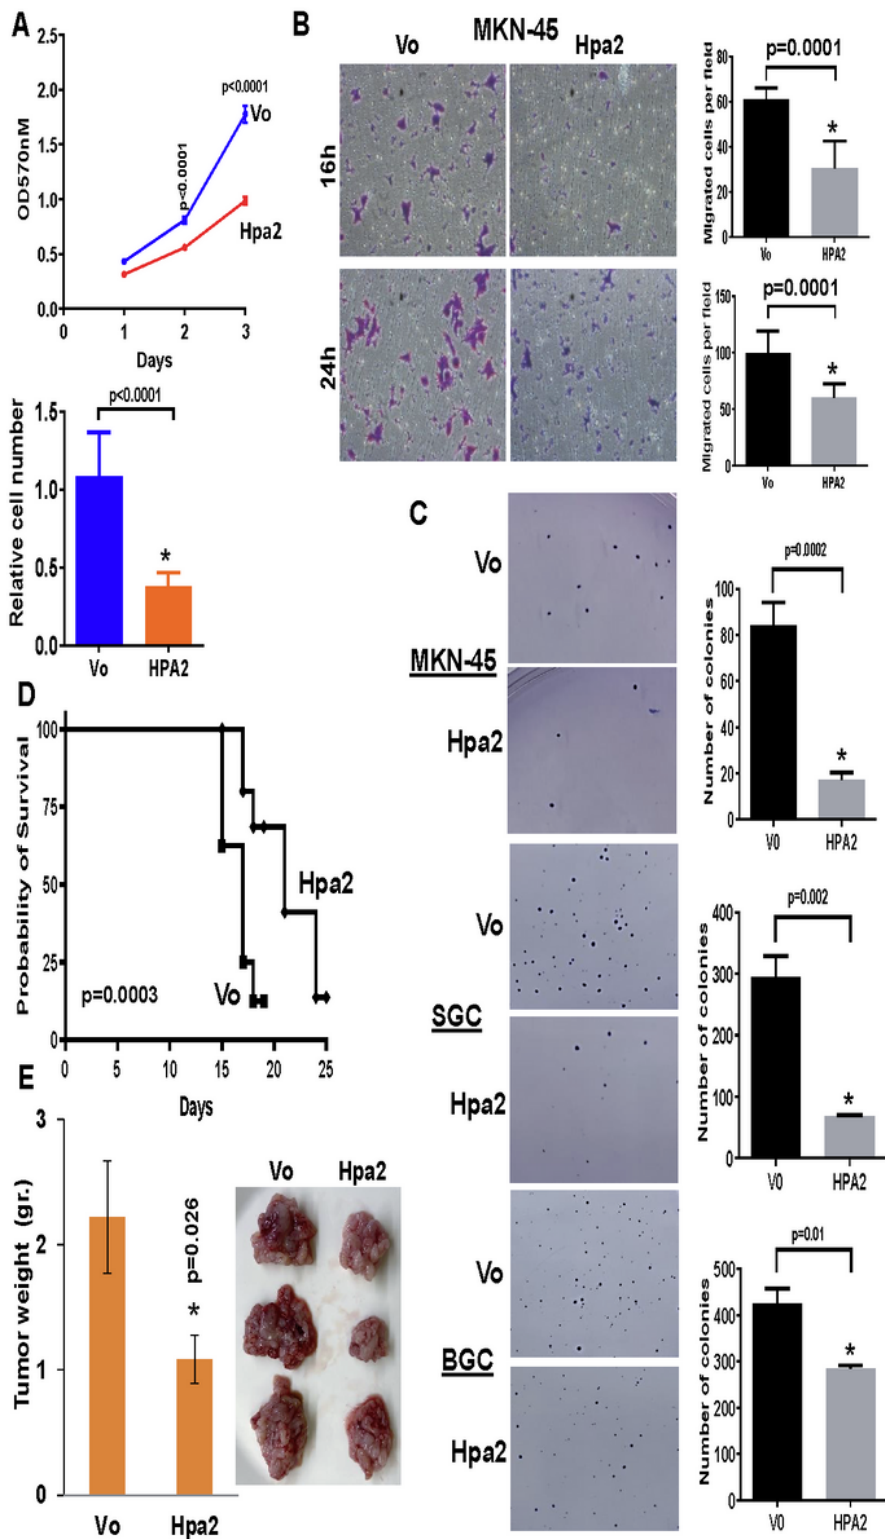 A
2.5
2.0
1.5
1.0
0.5
0.0
OD570nM
p<0.0001
p<0.0001
Vo
Hpa2
0 1 2 3
Days
p<0.0001
1.5
1.0
0.5
0.0
Relative cell number
*
Vo HPA2
B
MKN-45
Vo Hpa2
16h
24h
p=0.0001
80
60
40
20
0
Migrated cells per field
*
Vo HPA2
p=0.0001
150
100
50
0
Migrated cells per field
*
Vo HPA2
C
Vo
MKN-45
Hpa2
Vo
SGC
Hpa2
Vo
BGC
Hpa2
p=0.0002
100
80
60
40
20
0
Number of colonies
*
V0 HPA2
p=0.002
400
300
200
100
0
Number of colonies
*
V0 HPA2
p=0.01
500
400
300
200
100
0
Number of colonies
*
V0 HPA2
D
100
75
50
25
0
Probability of Survival
Hpa2
Vo
p=0.0003
0 5 10 15 20 25
Days
E
3
2
1
0
Tumor weight (gr.)
p=0.026
*
Vo Hpa2
Vo Hpa2